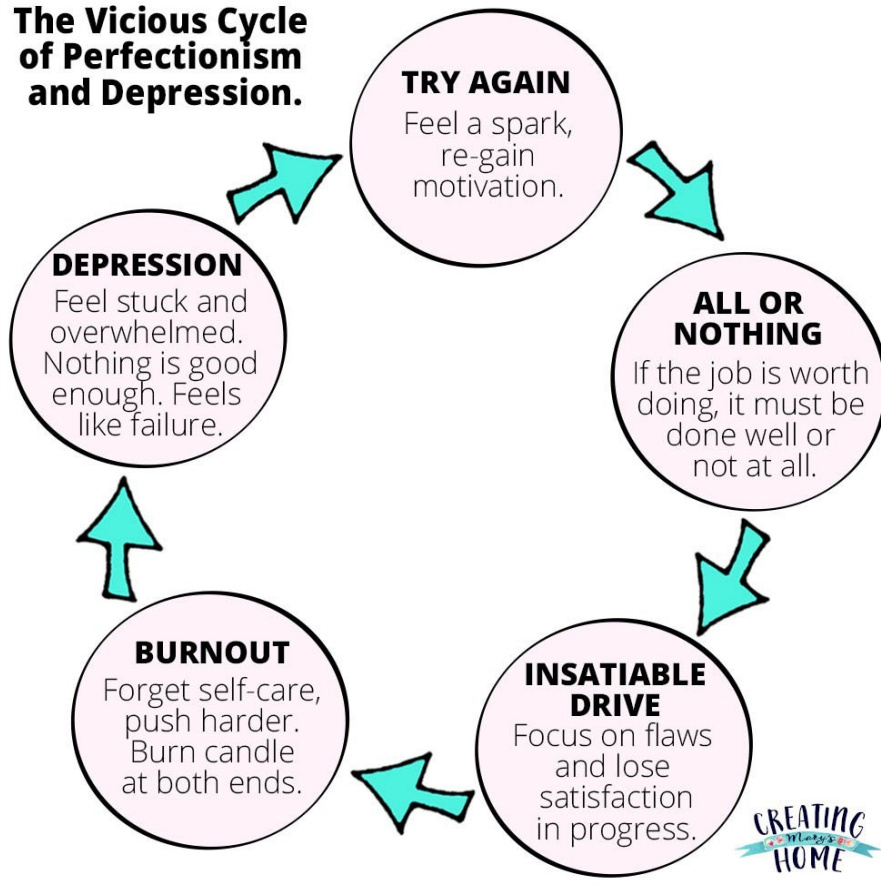 The Vicious Cycle
of Perfectionism
and Depression.
TRY AGAIN
Feel a spark,
re-gain
motivation.
ALL OR
NOTHING
If the job is worth
doing, it must be
done well or
not at all.
INSATIABLE
DRIVE
Focus on flaws
and lose
satisfaction
in progress.
BURNOUT
Forget self-care,
push harder.
Burn candle
at both ends.
DEPRESSION
Feel stuck and
overwhelmed.
Nothing is good
enough. Feels
like failure.
CREATING
Mary's
HOME